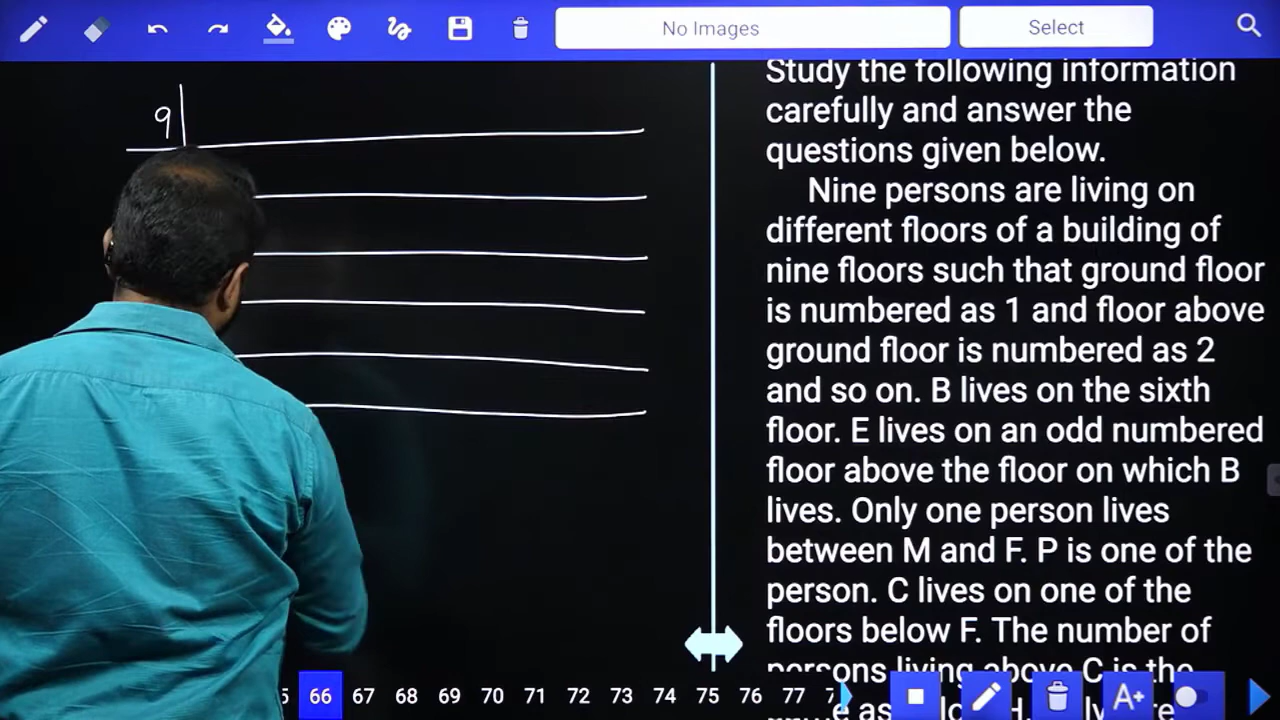 No Images
Select
9
Study the following information
carefully and answer the
questions given below.
Nine persons are living on
different floors of a building of
nine floors such that ground floor
is numbered as 1 and floor above
ground floor is numbered as 2
and so on. B lives on the sixth
floor. E lives on an odd numbered
floor above the floor on which B
lives. Only one person lives
between M and F. P is one of the
person. C lives on one of the
floors below F. The number of
persons living above C is the
66 67 68 69 70 71 72 73 74 75 76 77
A+